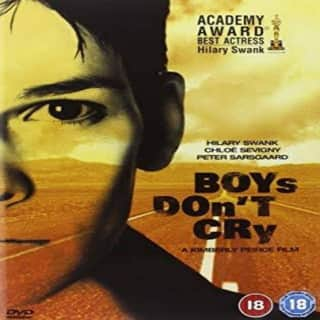 ACADEMY
AWARD®
BEST ACTRESS
Hilary Swank
HILARY SWANK
CHLOË SEVIGNY
PETER SARSGAARD
BOYs
DOn'T
CRy
A KIMBERLY PEIRCE FILM
DVD
18
18